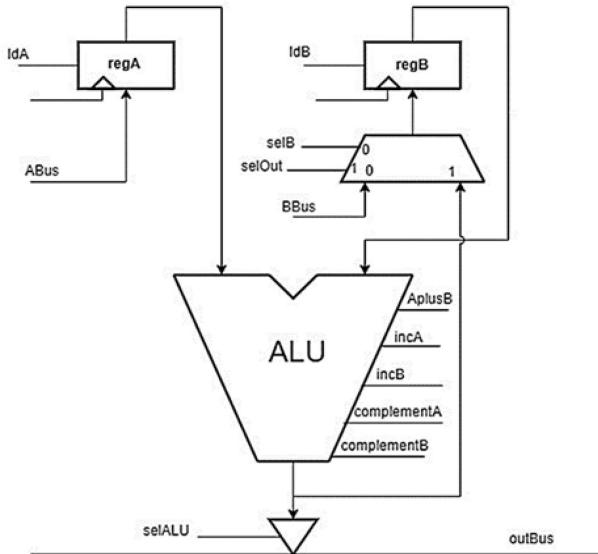 ldA
regA
ldB
regB
selB
0
selOut
1
0
1
ABus
BBus
AplusB
ALU
incA
incB
complementA
complementB
selALU
outBus